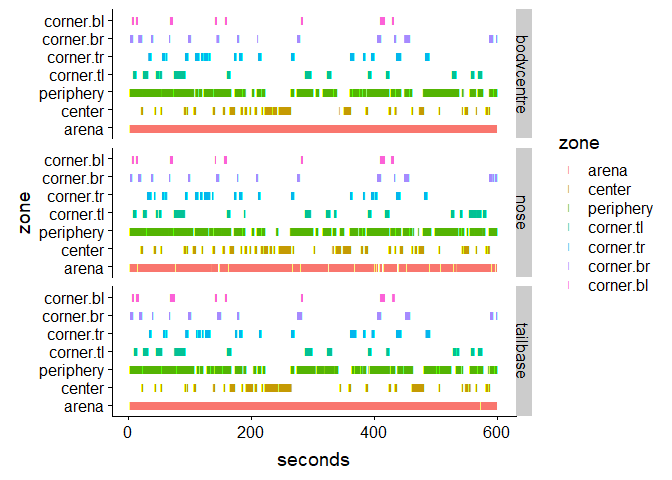 corner.bl
corner.br
corner.tr
corner.tl
periphery
center
arena
bodycentre
corner.bl
corner.br
corner.tr
corner.tl
periphery
center
arena
nose
corner.bl
corner.br
corner.tr
corner.tl
periphery
center
arena
tailbase
zone
0 200 400 600
seconds
zone
arena
center
periphery
corner.tl
corner.tr
corner.br
corner.bl